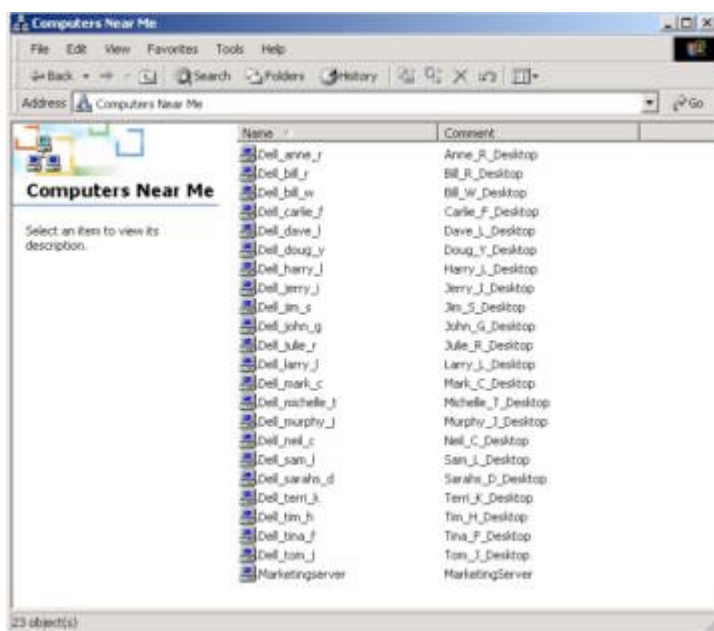 Computers Near Me
File Edit View Favorites Tools Help
Back Search Folders History
Address Computers Near Me Go
Name Comment
Computers Near Me
Select an item to view its
description.
Dell_anne_r Anne_R_Desktop
Dell_bill_r Bill_R_Desktop
Dell_bill_w Bill_W_Desktop
Dell_carlie_f Carlie_F_Desktop
Dell_dave_l Dave_L_Desktop
Dell_doug_y Doug_Y_Desktop
Dell_harry_l Harry_L_Desktop
Dell_jerry_i Jerry_I_Desktop
Dell_jim_s Jim_S_Desktop
Dell_john_g John_G_Desktop
Dell_julie_r Julie_R_Desktop
Dell_larry_l Larry_L_Desktop
Dell_mark_c Mark_C_Desktop
Dell_michelle_t Michelle_T_Desktop
Dell_murphy_j Murphy_J_Desktop
Dell_neil_c Neil_C_Desktop
Dell_sam_l Sam_L_Desktop
Dell_sarahs_d Sarahs_D_Desktop
Dell_terri_k Terri_K_Desktop
Dell_tim_h Tim_H_Desktop
Dell_tina_f Tina_F_Desktop
Dell_tom_j Tom_J_Desktop
Marketingserver MarketingServer
23 object(s)